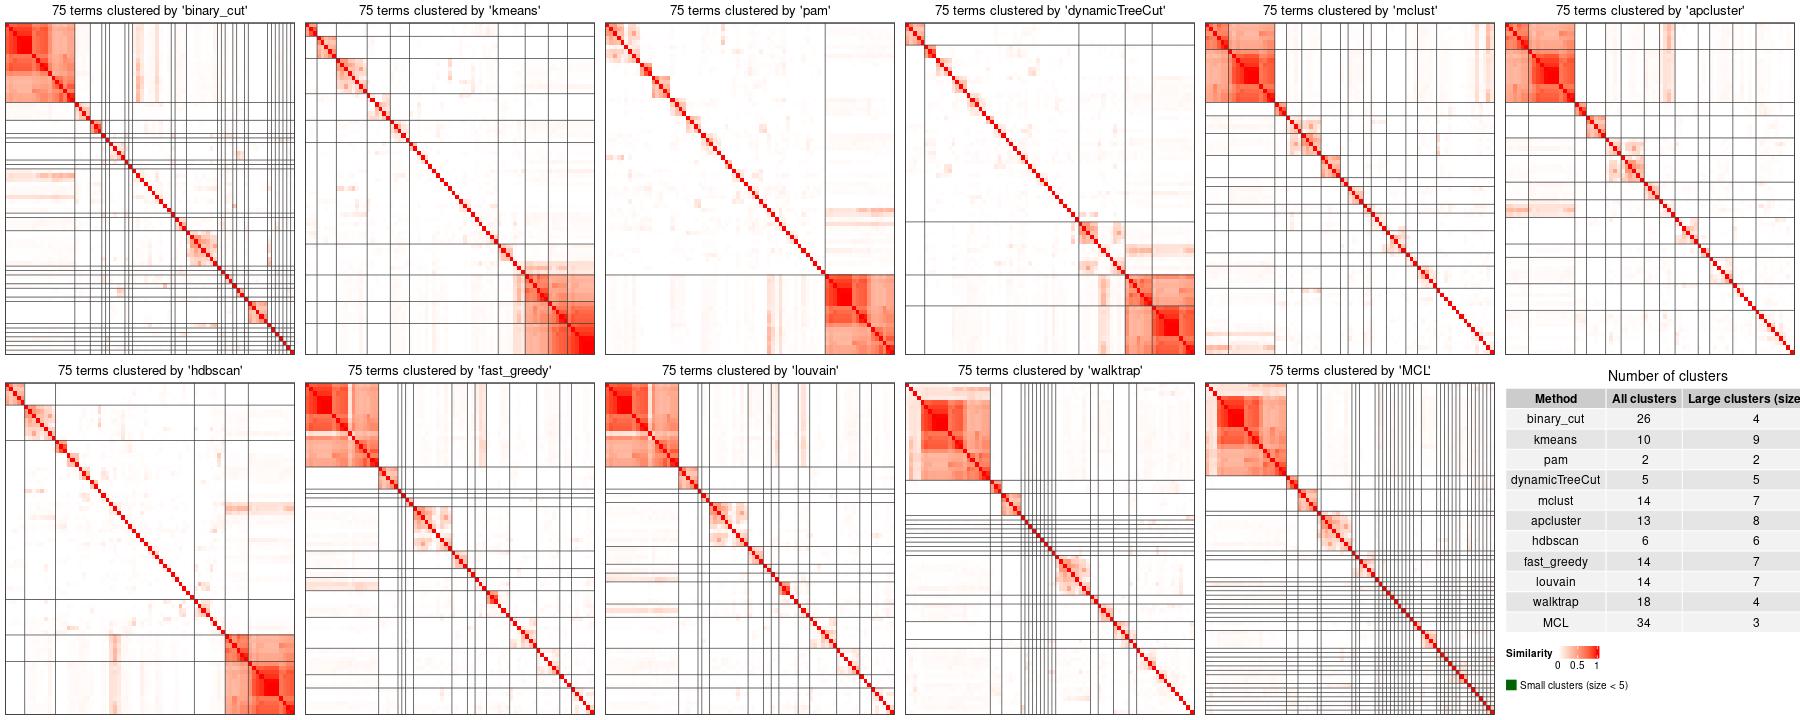 75 terms clustered by 'binary_cut'
75 terms clustered by 'kmeans'
75 terms clustered by 'pam'
75 terms clustered by 'dynamicTreeCut'
75 terms clustered by 'mclust'
75 terms clustered by 'apcluster'
75 terms clustered by 'hdbscan'
75 terms clustered by 'fast_greedy'
75 terms clustered by 'louvain'
75 terms clustered by 'walktrap'
75 terms clustered by 'MCL'
Number of clusters
Method All clusters Large clusters (size
binary_cut 26 4
kmeans 10 9
pam 2 2
dynamicTreeCut 5 5
mclust 14 7
apcluster 13 8
hdbscan 6 6
fast_greedy 14 7
louvain 14 7
walktrap 18 4
MCL 34 3
Similarity
0 0.5 1
Small clusters (size < 5)